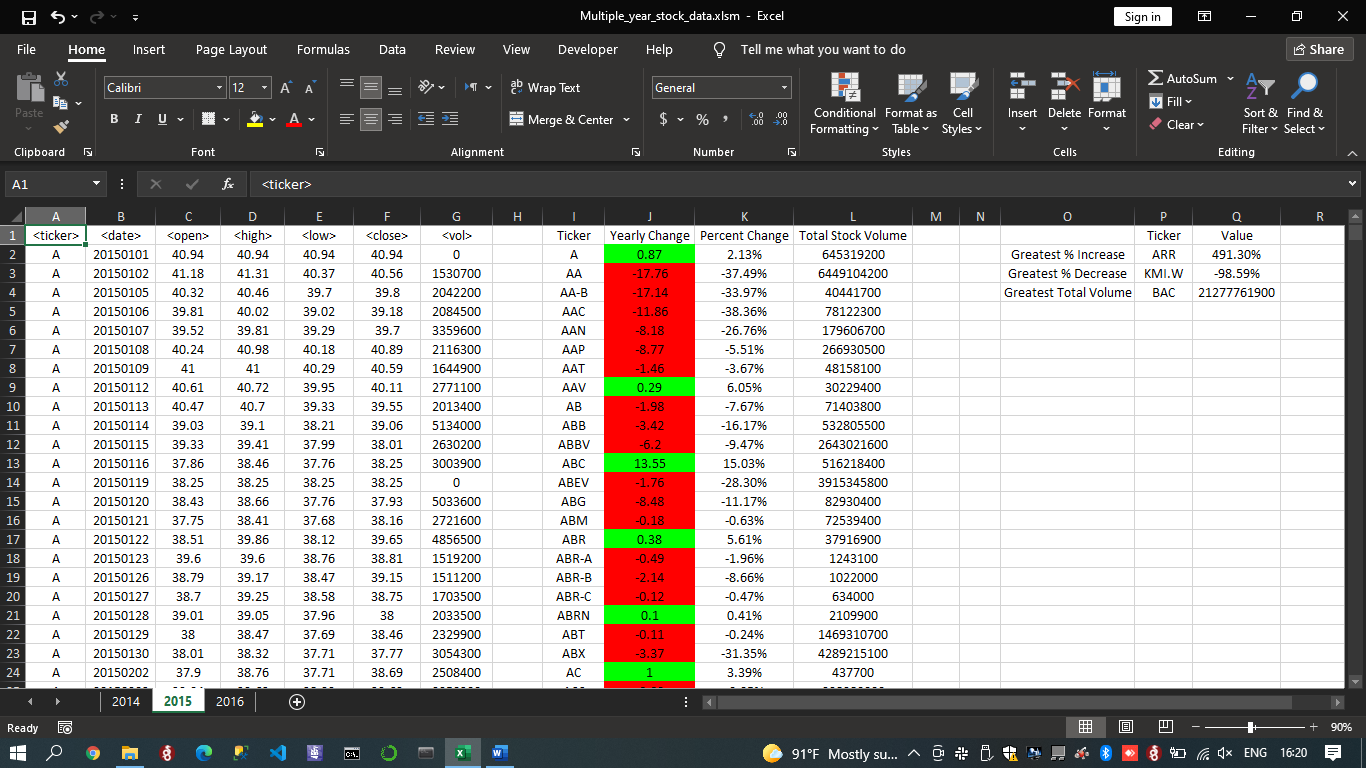 Multiple_year_stock_data.xlsm - Excel
Sign in
File Home Insert Page Layout Formulas Data Review View Developer Help Tell me what you want to do Share
Paste
Calibri 12
Wrap Text
Merge & Center
General
Conditional Formatting
Format as Table
Cell Styles
Insert Delete Format
AutoSum
Fill
Clear
Sort & Filter
Find & Select
Clipboard Font Alignment Number Styles Cells Editing
A1 fx <ticker>
A B C D E F G H I J K L M N O P Q R
1 <ticker> <date> <open> <high> <low> <close> <vol> Ticker Yearly Change Percent Change Total Stock Volume Ticker Value
2 A 20150101 40.94 40.94 40.94 40.94 0 A 0.87 2.13% 645319200 Greatest % Increase ARR 491.30%
3 A 20150102 41.18 41.31 40.37 40.56 1530700 AA -17.76 -37.49% 6449104200 Greatest % Decrease KMI.W -98.59%
4 A 20150105 40.32 40.46 39.7 39.8 2042200 AA-B -17.14 -33.97% 40441700 Greatest Total Volume BAC 21277761900
5 A 20150106 39.81 40.02 39.02 39.18 2084500 AAC -11.86 -38.36% 78122300
6 A 20150107 39.52 39.81 39.29 39.7 3359600 AAN -8.18 -26.76% 179606700
7 A 20150108 40.24 40.98 40.18 40.89 2116300 AAP -8.77 -5.51% 266930500
8 A 20150109 41 41 40.29 40.59 1644900 AAT -1.46 -3.67% 48158100
9 A 20150112 40.61 40.72 39.95 40.11 2771100 AAV 0.29 6.05% 30229400
10 A 20150113 40.47 40.7 39.33 39.55 2013400 AB -1.98 -7.67% 71403800
11 A 20150114 39.03 39.1 38.21 39.06 5134000 ABB -3.42 -16.17% 532805500
12 A 20150115 39.33 39.41 37.99 38.01 2630200 ABBV -6.2 -9.47% 2643021600
13 A 20150116 37.86 38.46 37.76 38.25 3003900 ABC 13.55 15.03% 516218400
14 A 20150119 38.25 38.25 38.25 38.25 0 ABEV -1.76 -28.30% 3915345800
15 A 20150120 38.43 38.66 37.76 37.93 5033600 ABG -8.48 -11.17% 82930400
16 A 20150121 37.75 38.41 37.68 38.16 2721600 ABM -0.18 -0.63% 72539400
17 A 20150122 38.51 39.86 38.12 39.65 4856500 ABR 0.38 5.61% 37916900
18 A 20150123 39.6 39.6 38.76 38.81 1519200 ABR-A -0.49 -1.96% 1243100
19 A 20150126 38.79 39.17 38.47 39.15 1511200 ABR-B -2.14 -8.66% 1022000
20 A 20150127 38.7 39.25 38.58 38.75 1703500 ABR-C -0.12 -0.47% 634000
21 A 20150128 39.01 39.05 37.96 38 2033500 ABRN 0.1 0.41% 2109900
22 A 20150129 38 38.47 37.69 38.46 2329900 ABT -0.11 -0.24% 1469310700
23 A 20150130 38.01 38.32 37.71 37.77 3054300 ABX -3.37 -31.35% 4289215100
24 A 20150202 37.9 38.76 37.71 38.69 2508400 AC 1 3.39% 437700
2014 2015 2016
Ready 90%
91°F Mostly su... ENG 16:20